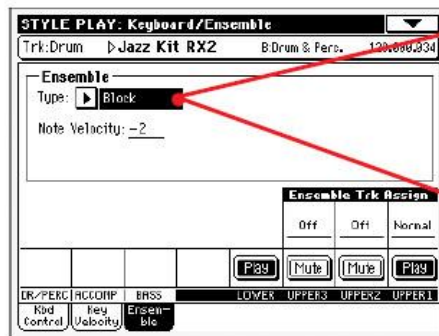 STYLE PLAY: Keyboard/Ensemble
Trk:Drum ▷Jazz Kit RX2 B:Drum & Perc.
Ensemble
Type: ▶ Block
Note Velocity: -2
Ensemble Trk Assign
Off Off Normal
Play Mute Mute Play
DR/PERC ACCOMP BASS LOWER UPPER3 UPPER2 UPPER1
Kbd Control Key Velocity Ensem-ble